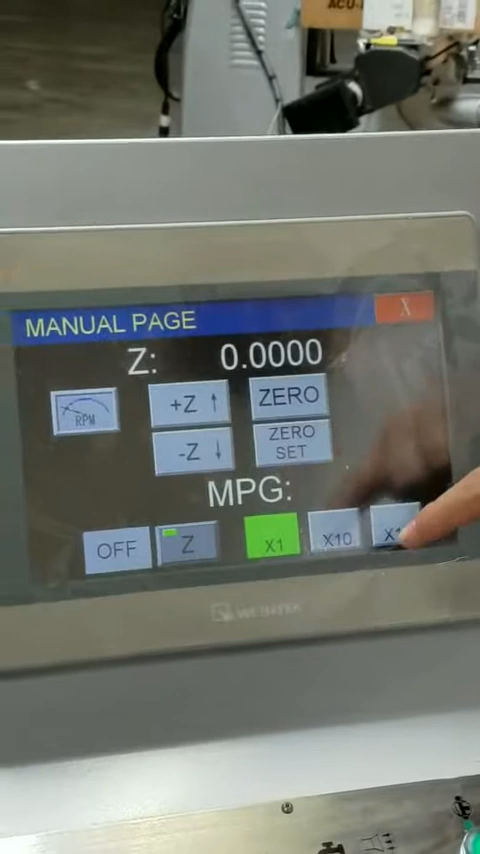 MANUAL PAGE
X
Z:
0.0000
RPM
+Z ↑
ZERO
-Z ↓
ZERO
SET
MPG:
OFF
Z
X1
X10